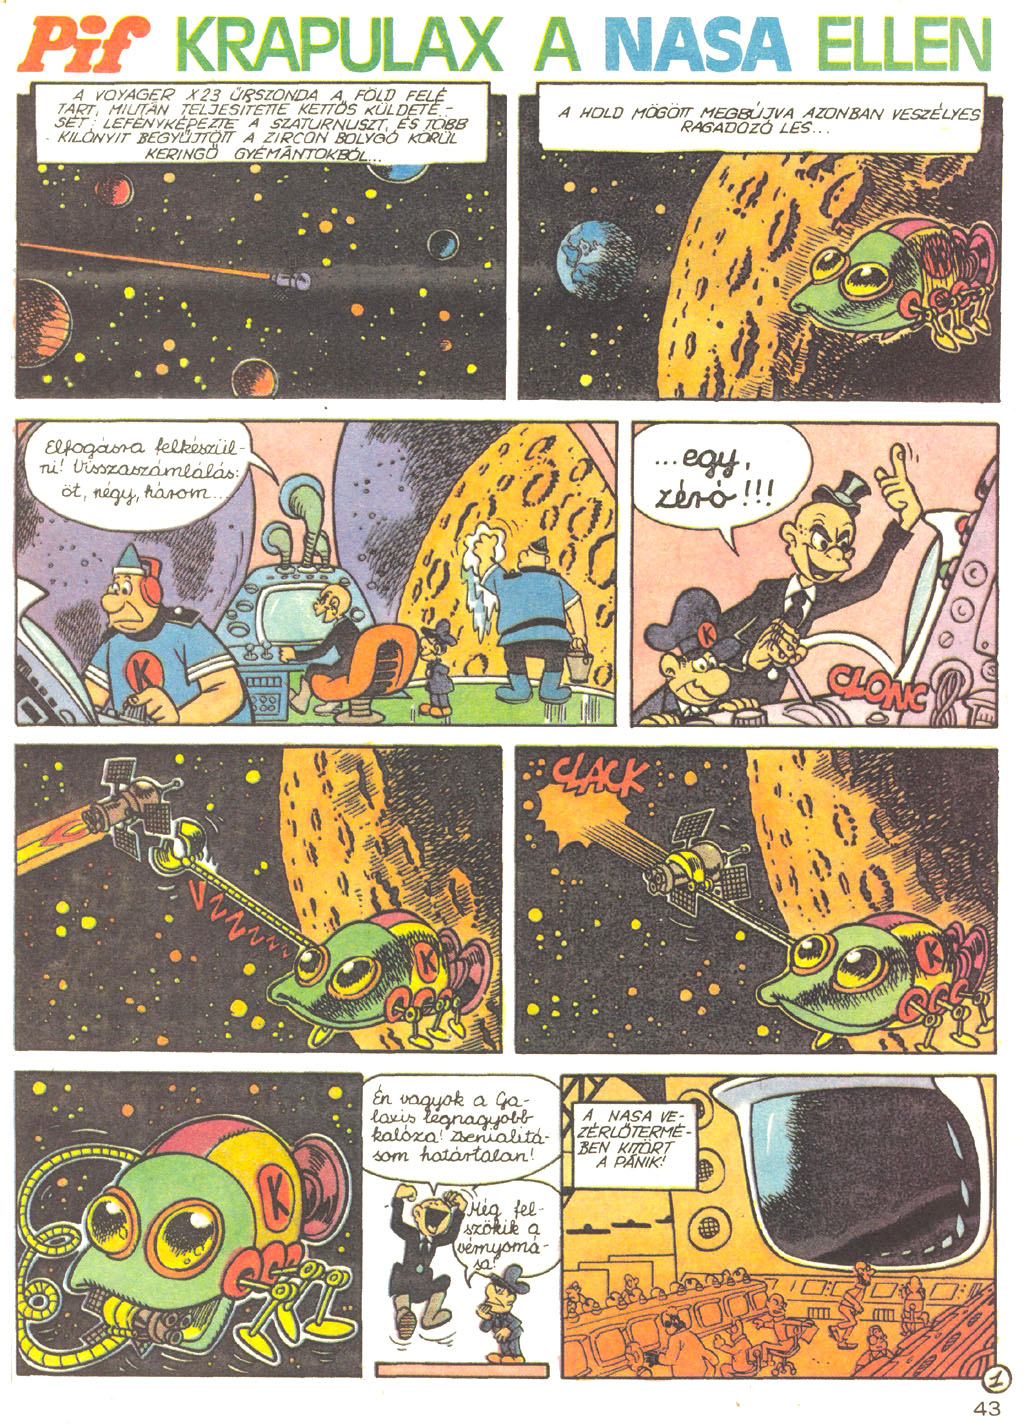 Pif KRAPULAX A NASA ELLEN
A VOYAGER X23 ŰRSZONDA A FÖLD FELÉ
TART, MIUTÁN TELJESÍTETTE KETTŐS KÜLDETÉ-
SÉT: LEFÉNYKÉPEZTE A SZATURNUSZT, ÉS TÖBB
KILÓNYIT BEGYŰJTÖTT A ZIRCON BOLYGÓ KÖRÜL
KERINGŐ GYÉMÁNTOKBÓL...
A HOLD MÖGÖTT MEGBÚJVA AZONBAN VESZÉLYES
RAGADOZÓ LES...
Elfogásra felkészül-
ni! Visszaszámlálás:
öt, négy, három...
K
...egy,
zéró!!!
K
CLONC
K
CLACK
K
K
Én vagyok a Ga-
laxis legnagyobb
kalóza! Zsenialitá-
som határtalan!
Még fel-
szökik a
vérnyomá-
sa!
A NASA VE-
ZÉRLŐTERMÉ-
BEN KITÖRT
A PÁNIK!
1
43